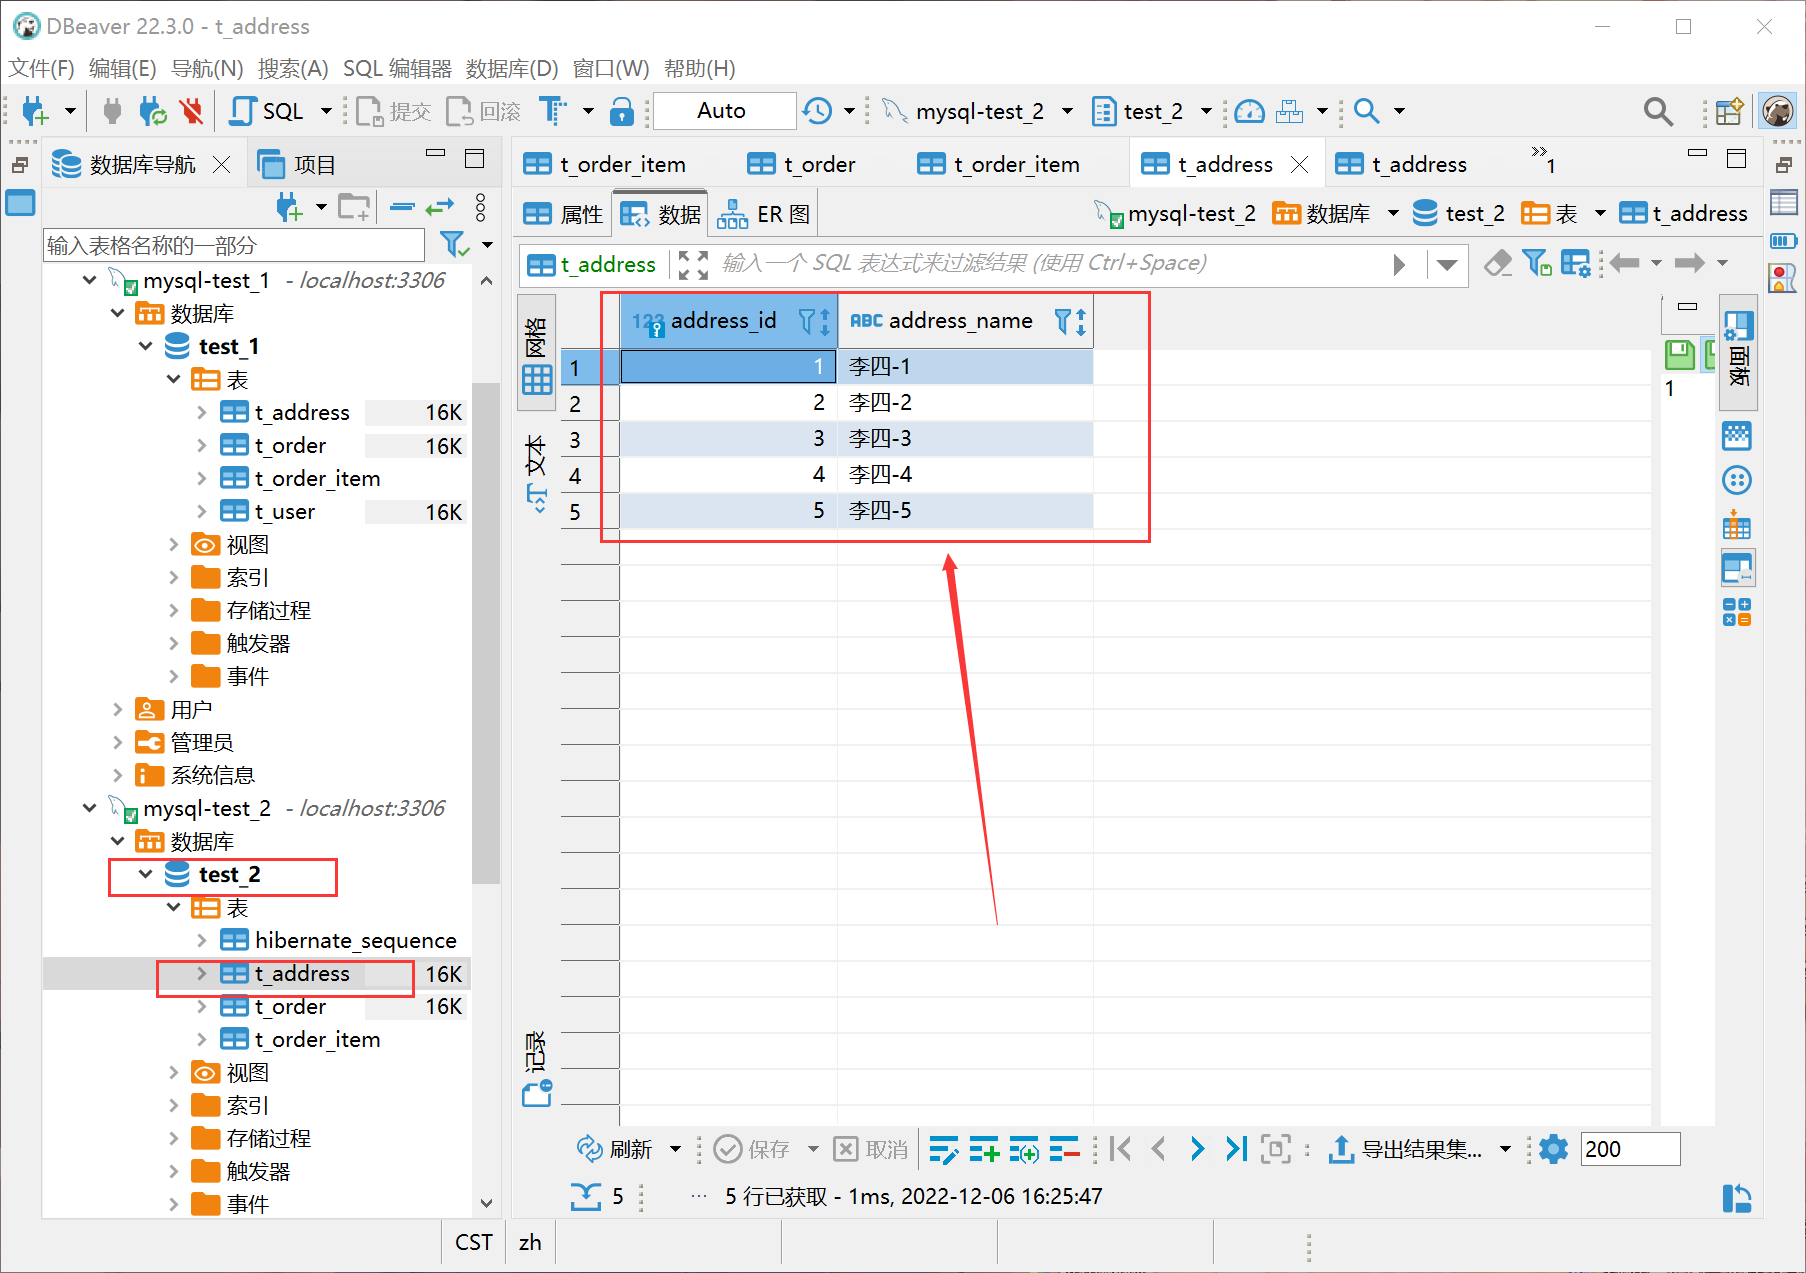 DBeaver 22.3.0 - t_address
文件(F) 编辑(E) 导航(N) 搜索(A) SQL 编辑器 数据库(D) 窗口(W) 帮助(H)
SQL 提交 回滚 Auto mysql-test_2 test_2
数据库导航 项目
输入表格名称的一部分
mysql-test_1 - localhost:3306
数据库
test_1
表
t_address 16K
t_order 16K
t_order_item
t_user 16K
视图
索引
存储过程
触发器
事件
用户
管理员
系统信息
mysql-test_2 - localhost:3306
数据库
test_2
表
hibernate_sequence
t_address 16K
t_order 16K
t_order_item
视图
索引
存储过程
触发器
事件
t_order_item t_order t_order_item t_address t_address »1
属性 数据 ER 图 mysql-test_2 数据库 test_2 表 t_address
t_address 输入一个 SQL 表达式来过滤结果 (使用 Ctrl+Space)
网格
文本
记录
123 address_id ABC address_name
1 1 李四-1
2 2 李四-2
3 3 李四-3
4 4 李四-4
5 5 李四-5
1
面板
刷新 保存 取消 导出结果集... 200
5 ... 5 行已获取 - 1ms, 2022-12-06 16:25:47
CST zh